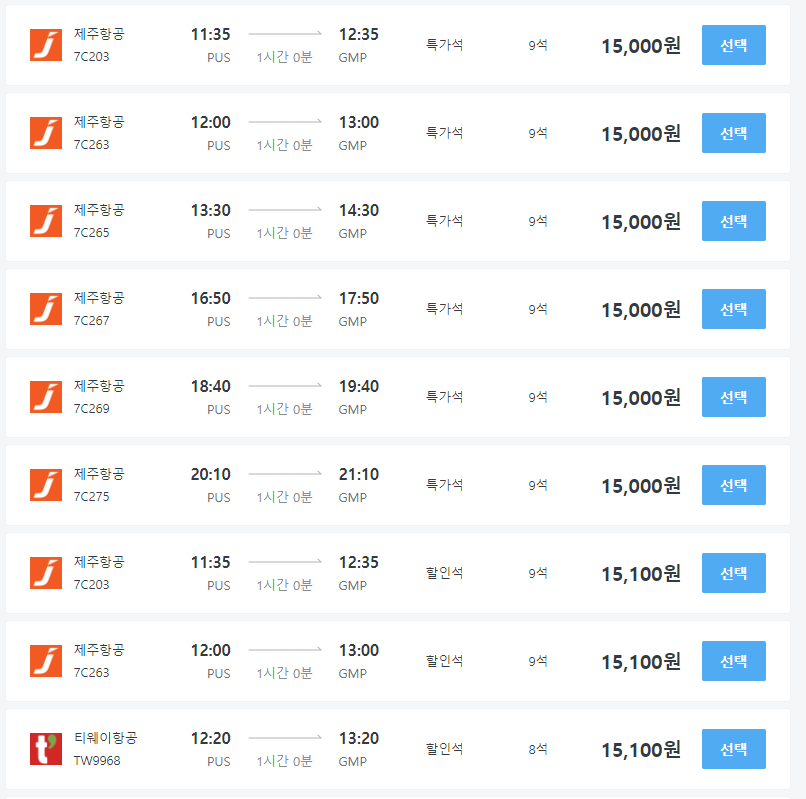 제주항공 11:35 12:35 특가석 9석 15,000원 선택
7C203 PUS 1시간 0분 GMP
제주항공 12:00 13:00 특가석 9석 15,000원 선택
7C263 PUS 1시간 0분 GMP
제주항공 13:30 14:30 특가석 9석 15,000원 선택
7C265 PUS 1시간 0분 GMP
제주항공 16:50 17:50 특가석 9석 15,000원 선택
7C267 PUS 1시간 0분 GMP
제주항공 18:40 19:40 특가석 9석 15,000원 선택
7C269 PUS 1시간 0분 GMP
제주항공 20:10 21:10 특가석 9석 15,000원 선택
7C275 PUS 1시간 0분 GMP
제주항공 11:35 12:35 할인석 9석 15,100원 선택
7C203 PUS 1시간 0분 GMP
제주항공 12:00 13:00 할인석 9석 15,100원 선택
7C263 PUS 1시간 0분 GMP
티웨이항공 12:20 13:20 할인석 8석 15,100원 선택
TW9968 PUS 1시간 0분 GMP